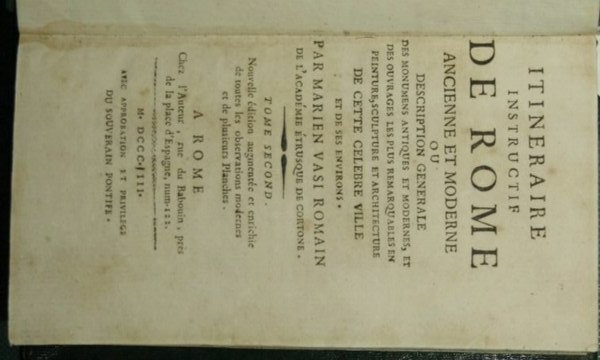 ITINERAIRE
INSTRUCTIF
DE ROME
ANCIENNE ET MODERNE
OU
DESCRIPTION GENERALE
DES MONUMENS ANTIQUES ET MODERNES, ET
DES OUVRAGES LES PLUS REMARQUABLES EN
PEINTURE, SCULPTURE ET ARCHITECTURE
DE CETTE CELEBRE VILLE
ET DE SES ENVIRONS.
PAR MARIEN VASI ROMAIN
DE L'ACADÉMIE ÉTRUSQUE DE CORTONE.
TOME SECOND.
Nouvelle édition augmentée et enrichie
de toutes les observations modernes
et de plusieurs Planches.
A ROME
Chez l'Auteur, rue du Babouin, près
de la place d'Espagne, num. 122.
AVEC APPROBATION ET PRIVILEGE
DU SOUVERAIN PONTIFE.